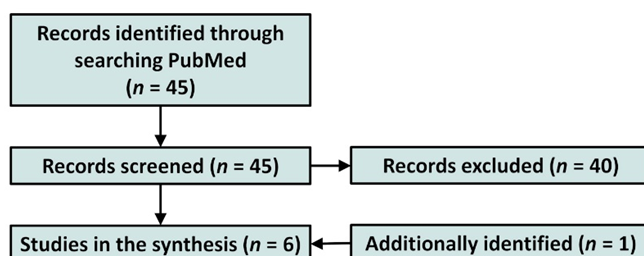 Records identified through
searching PubMed
(n = 45)
Records screened (n = 45)
Records excluded (n = 40)
Studies in the synthesis (n = 6)
Additionally identified (n = 1)